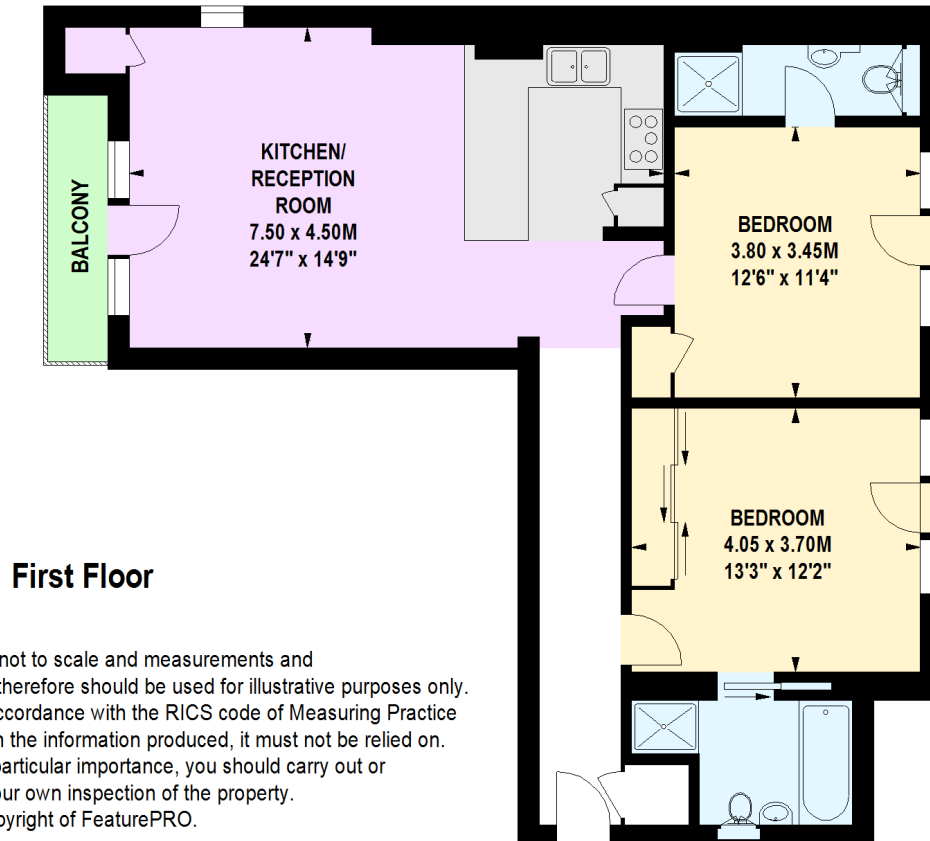 KITCHEN/
RECEPTION
ROOM
7.50 x 4.50M
24'7" x 14'9"
BALCONY
BEDROOM
3.80 x 3.45M
12'6" x 11'4"
BEDROOM
4.05 x 3.70M
13'3" x 12'2"
First Floor
not to scale and measurements and
therefore should be used for illustrative purposes only.
ccordance with the RICS code of Measuring Practice
the information produced, it must not be relied on.
particular importance, you should carry out or
our own inspection of the property.
pyright of FeaturePRO.